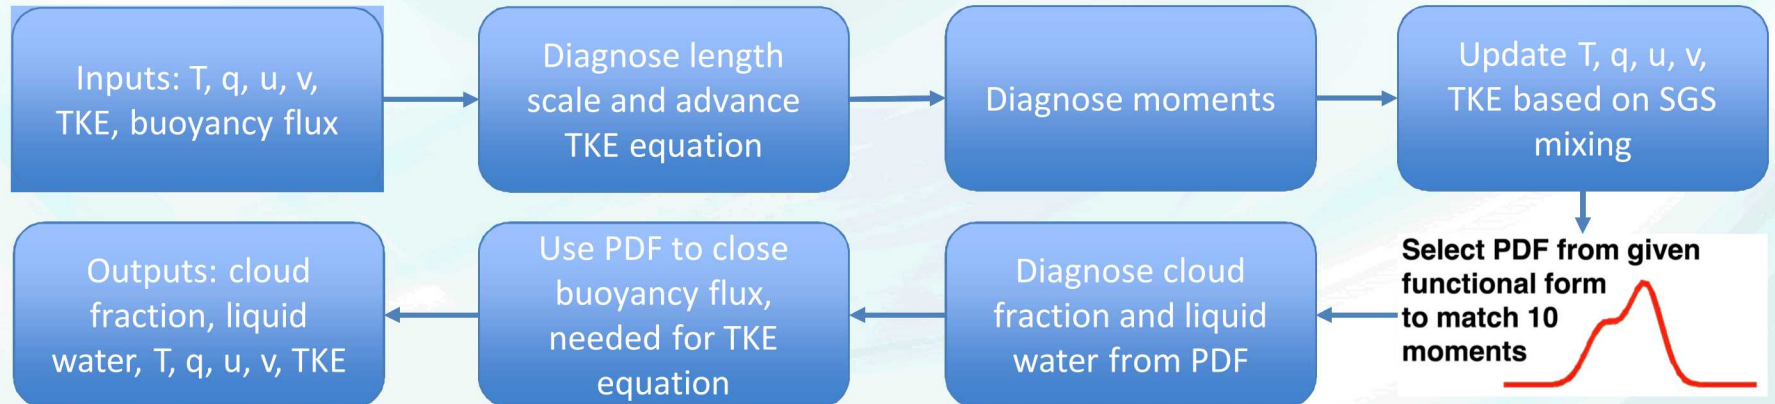 Inputs: T, q, u, v,
TKE, buoyancy flux
Diagnose length
scale and advance
TKE equation
Diagnose moments
Update T, q, u, v,
TKE based on SGS
mixing
Select PDF from given
functional form
to match 10
moments
Diagnose cloud
fraction and liquid
water from PDF
Use PDF to close
buoyancy flux,
needed for TKE
equation
Outputs: cloud
fraction, liquid
water, T, q, u, v, TKE